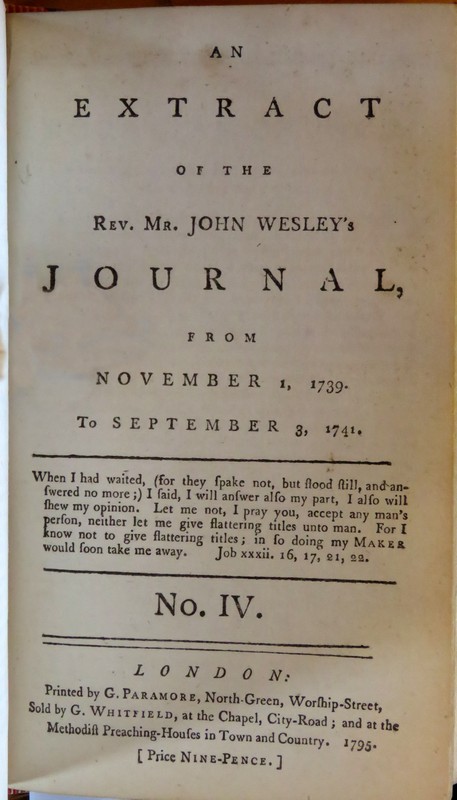 AN
EXTRACT
OF THE
REV. MR. JOHN WESLEY's
JOURNAL,
FROM
NOVEMBER 1, 1739.
To SEPTEMBER 3, 1741.
When I had waited, (for they ſpake not, but ſtood ſtill, and an-
ſwered no more;) I ſaid, I will anſwer alſo my part, I alſo will
ſhew my opinion. Let me not, I pray you, accept any man's
perſon, neither let me give flattering titles unto man. For I
know not to give flattering titles; in ſo doing my MAKER
would ſoon take me away. Job xxxii. 16, 17, 21, 22.
No. IV.
LONDON:
Printed by G. PARAMORE, North-Green, Worſhip-Street,
Sold by G. WHITFIELD, at the Chapel, City-Road; and at the
Methodiſt Preaching-Houſes in Town and Country. 1795.
[Price NINE-PENCE.]